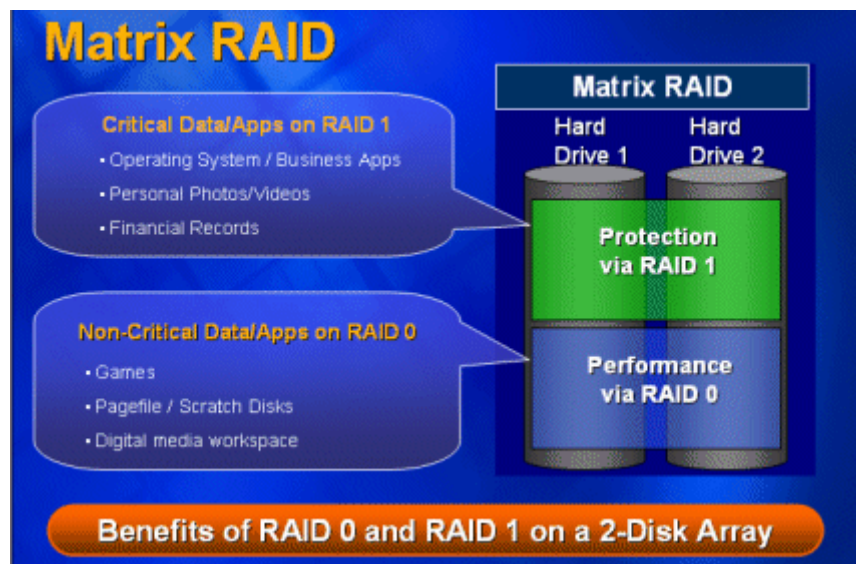 Matrix RAID
Critical Data/Apps on RAID 1
• Operating System / Business Apps
• Personal Photos/Videos
• Financial Records
Non-Critical Data/Apps on RAID 0
• Games
• Pagefile / Scratch Disks
• Digital media workspace
Matrix RAID
Hard Drive 1
Hard Drive 2
Protection
via RAID 1
Performance
via RAID 0
Benefits of RAID 0 and RAID 1 on a 2-Disk Array